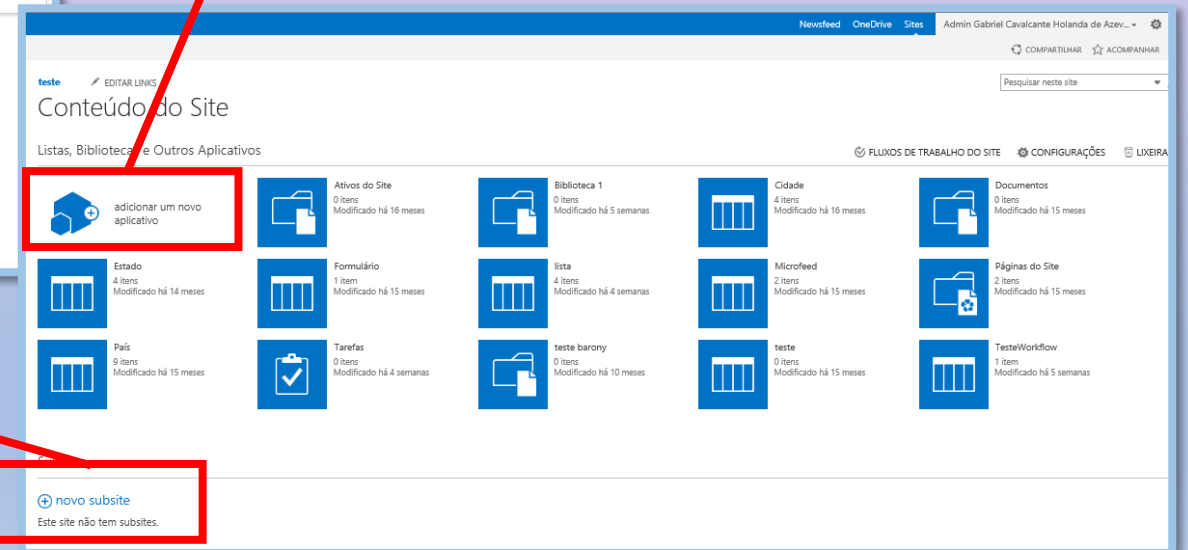 Newsfeed OneDrive Sites Admin Gabriel Cavalcante Holanda de Azev...
COMPARTILHAR ACOMPANHAR
teste EDITAR LINKS
Pesquisar neste site
Conteúdo do Site
Listas, Bibliotecas e Outros Aplicativos
FLUXOS DE TRABALHO DO SITE CONFIGURAÇÕES LIXEIRA
adicionar um novo
aplicativo
Ativos do Site
0 itens
Modificado há 16 meses
Biblioteca 1
0 itens
Modificado há 5 semanas
Cidade
4 itens
Modificado há 16 meses
Documentos
0 itens
Modificado há 15 meses
Estado
4 itens
Modificado há 14 meses
Formulário
1 item
Modificado há 15 meses
lista
4 itens
Modificado há 4 semanas
Microfeed
2 itens
Modificado há 15 meses
Páginas do Site
2 itens
Modificado há 15 meses
País
9 itens
Modificado há 15 meses
Tarefas
0 itens
Modificado há 4 semanas
teste barony
0 itens
Modificado há 10 meses
teste
0 itens
Modificado há 15 meses
TesteWorkflow
1 item
Modificado há 5 semanas
novo subsite
Este site não tem subsites.